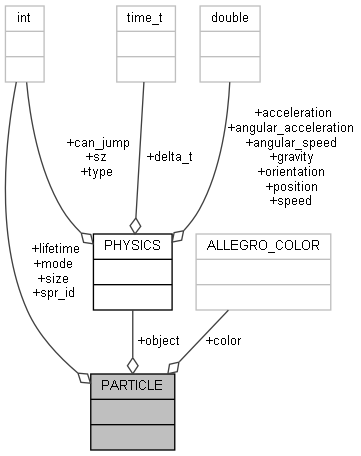 int
time_t
double
+can_jump
+sz
+type
+delta_t
+acceleration
+angular_acceleration
+angular_speed
+gravity
+orientation
+position
+speed
+lifetime
+mode
+size
+spr_id
PHYSICS
ALLEGRO_COLOR
+object
+color
PARTICLE